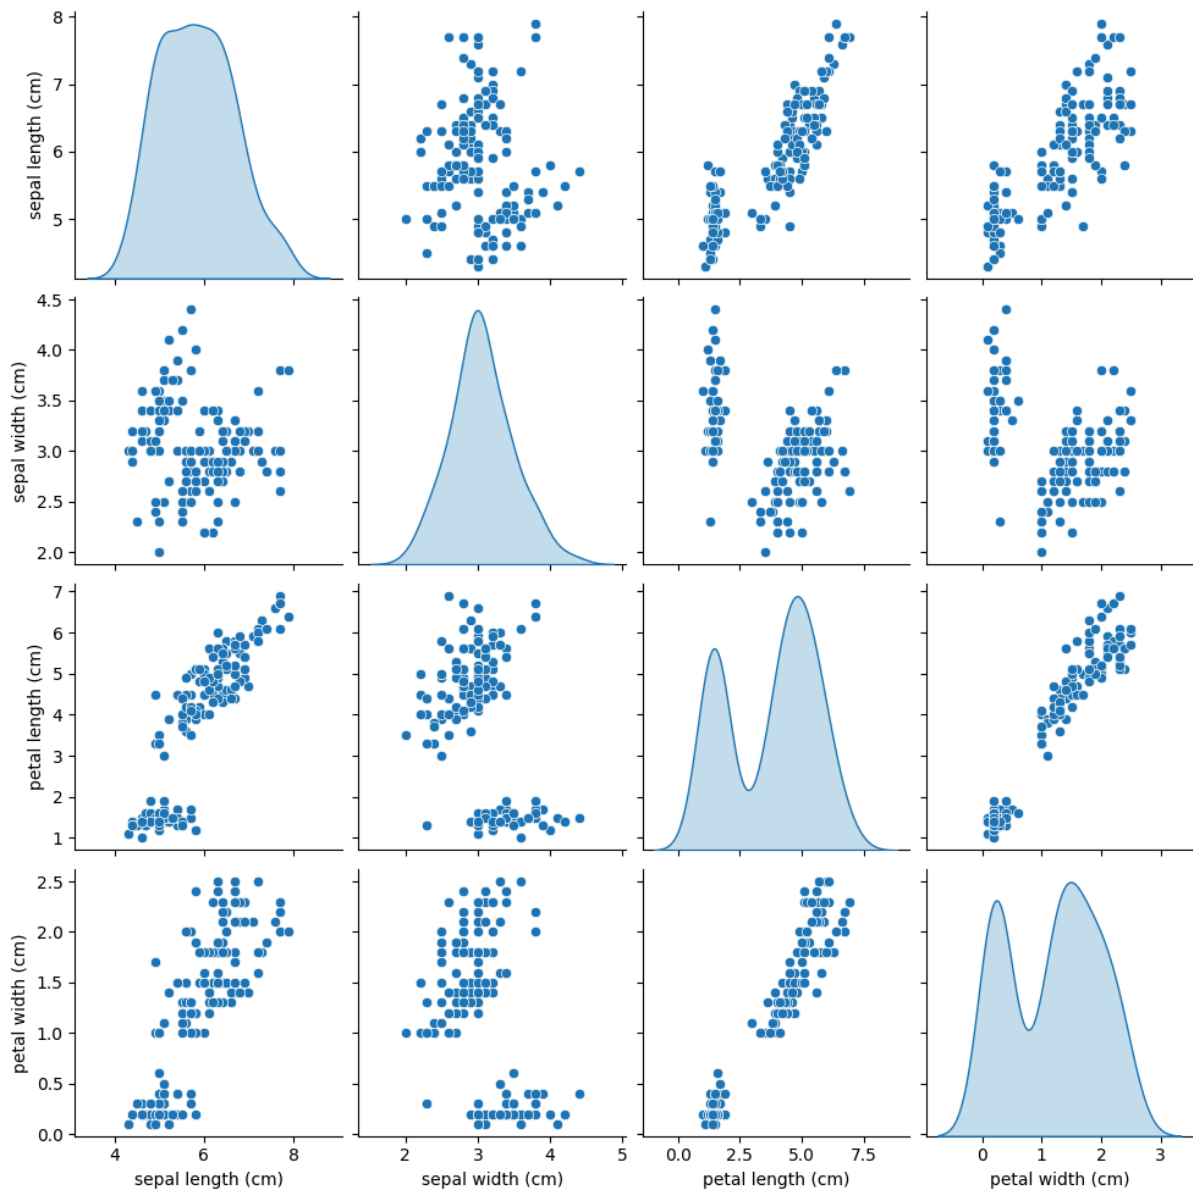 8
7
6
5
sepal length (cm)
4.5
4.0
3.5
3.0
2.5
2.0
sepal width (cm)
7
6
5
4
3
2
1
petal length (cm)
2.5
2.0
1.5
1.0
0.5
0.0
petal width (cm)
4 6 8
sepal length (cm)
2 3 4 5
sepal width (cm)
0.0 2.5 5.0 7.5
petal length (cm)
0 1 2 3
petal width (cm)